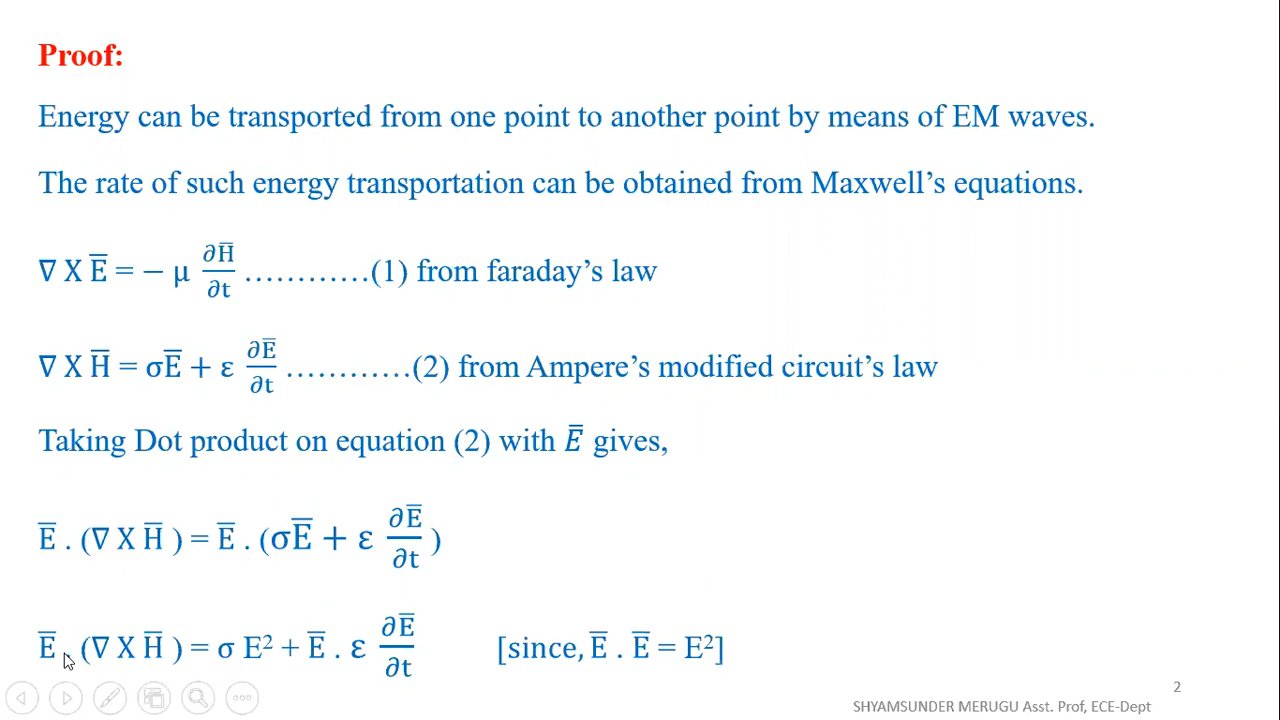 Proof:
Energy can be transported from one point to another point by means of EM waves.
The rate of such energy transportation can be obtained from Maxwell’s equations.
∇ X E̅ = − μ ∂H̅/∂t …………(1) from faraday’s law
∇ X H̅ = σE̅ + ε ∂E̅/∂t …………(2) from Ampere’s modified circuit’s law
Taking Dot product on equation (2) with E̅ gives,
E̅ . (∇ X H̅ ) = E̅ . (σE̅ + ε ∂E̅/∂t )
E̅ . (∇ X H̅ ) = σ E² + E̅ . ε ∂E̅/∂t [since, E̅ . E̅ = E²]
2
SHYAMSUNDER MERUGU Asst. Prof, ECE-Dept